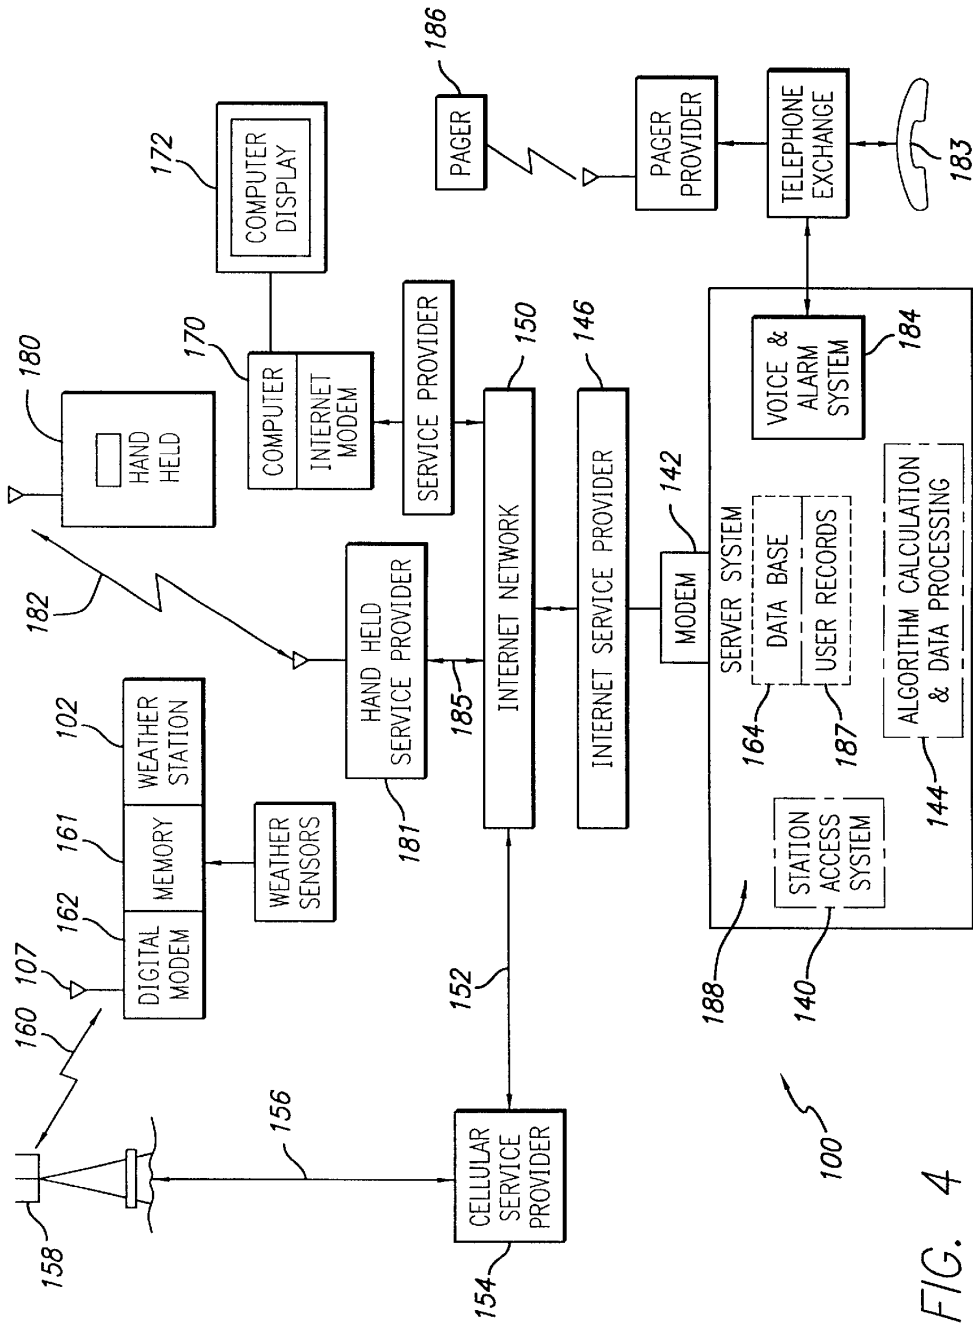 158
160
107
162
161
102
DIGITAL
MODEM
MEMORY
WEATHER
STATION
WEATHER
SENSORS
182
180
HAND
HELD
172
COMPUTER
DISPLAY
170
COMPUTER
INTERNET
MODEM
186
PAGER
156
181
HAND HELD
SERVICE PROVIDER
185
SERVICE PROVIDER
PAGER
PROVIDER
154
CELLULAR
SERVICE
PROVIDER
152
INTERNET NETWORK
150
INTERNET SERVICE PROVIDER
146
TELEPHONE
EXCHANGE
183
MODEM
142
188
SERVER SYSTEM
140
STATION
ACCESS
SYSTEM
164
DATA BASE
187
USER RECORDS
VOICE &
ALARM
SYSTEM
184
144
ALGORITHM CALCULATION
& DATA PROCESSING
100
FIG. 4